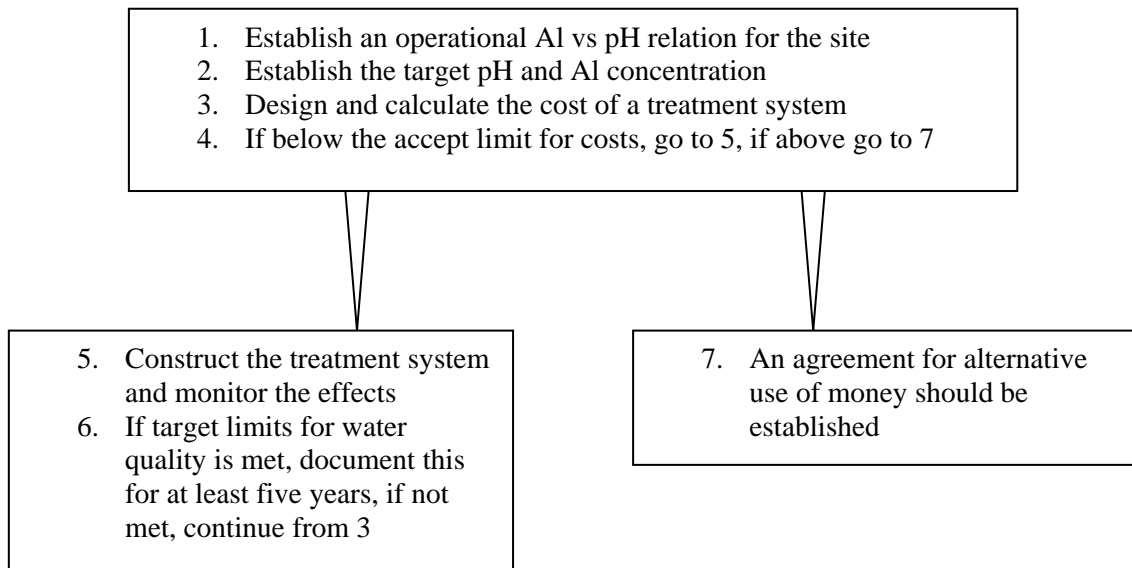 1. Establish an operational Al vs pH relation for the site
2. Establish the target pH and Al concentration
3. Design and calculate the cost of a treatment system
4. If below the accept limit for costs, go to 5, if above go to 7
5. Construct the treatment system
and monitor the effects
6. If target limits for water
quality is met, document this
for at least five years, if not
met, continue from 3
7. An agreement for alternative
use of money should be
established